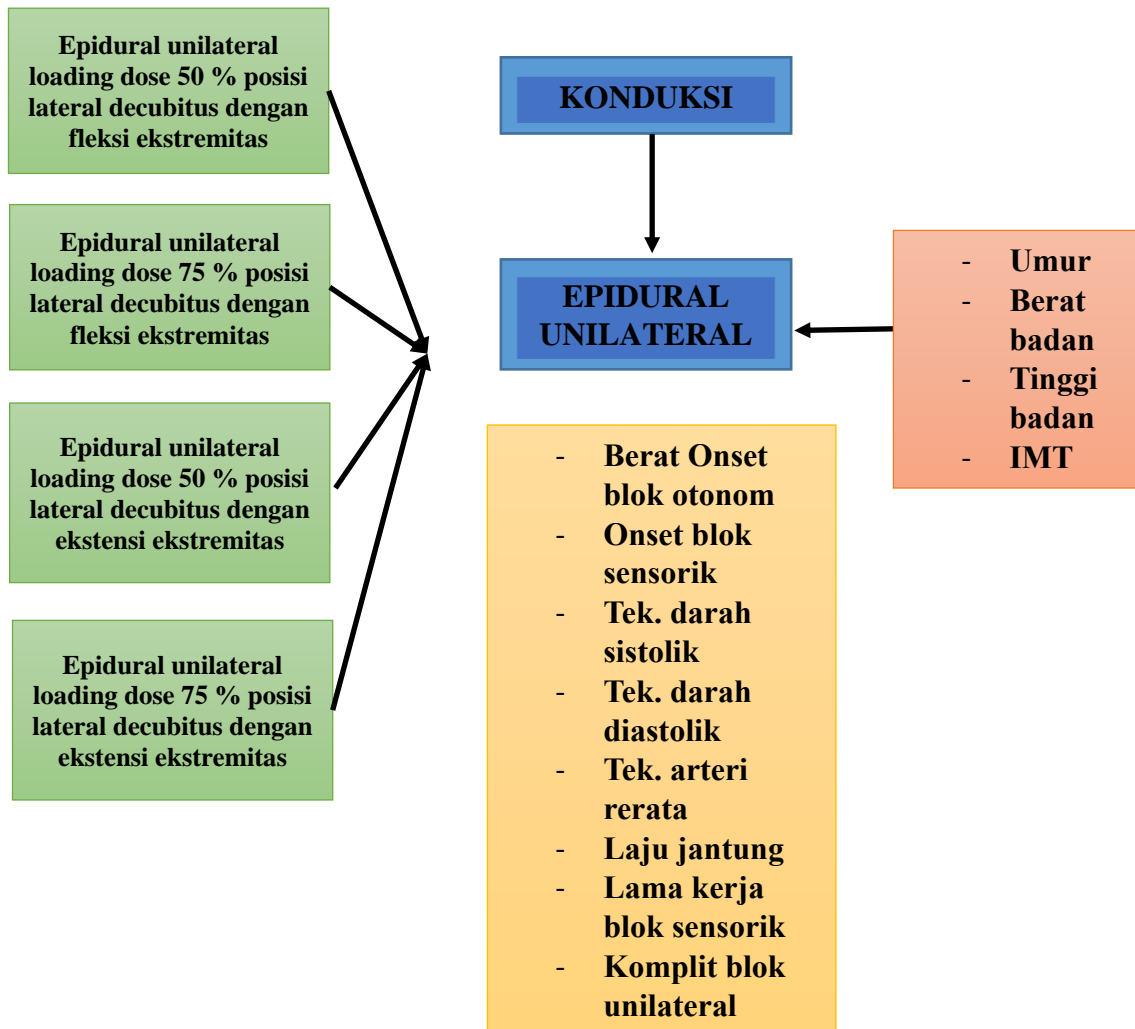 Epidural unilateral
loading dose 50 % posisi
lateral decubitus dengan
fleksi ekstremitas
Epidural unilateral
loading dose 75 % posisi
lateral decubitus dengan
fleksi ekstremitas
Epidural unilateral
loading dose 50 % posisi
lateral decubitus dengan
ekstensi ekstremitas
Epidural unilateral
loading dose 75 % posisi
lateral decubitus dengan
ekstensi ekstremitas
KONDUKSI
EPIDURAL
UNILATERAL
- Berat Onset
blok otonom
- Onset blok
sensorik
- Tek. darah
sistolik
- Tek. darah
diastolik
- Tek. arteri
rerata
- Laju jantung
- Lama kerja
blok sensorik
- Komplit blok
unilateral
- Umur
- Berat
badan
- Tinggi
badan
- IMT